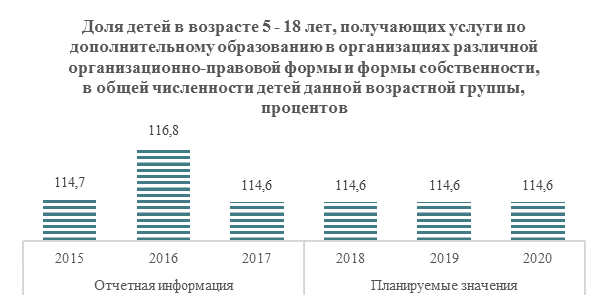 Доля детей в возрасте 5 - 18 лет, получающих услуги по
дополнительному образованию в организациях различной
организационно-правовой формы и формы собственности,
в общей численности детей данной возрастной группы,
процентов
116,8
114,7 114,6 114,6 114,6 114,6
2015 2016 2017 2018 2019 2020
Отчетная информация Планируемые значения